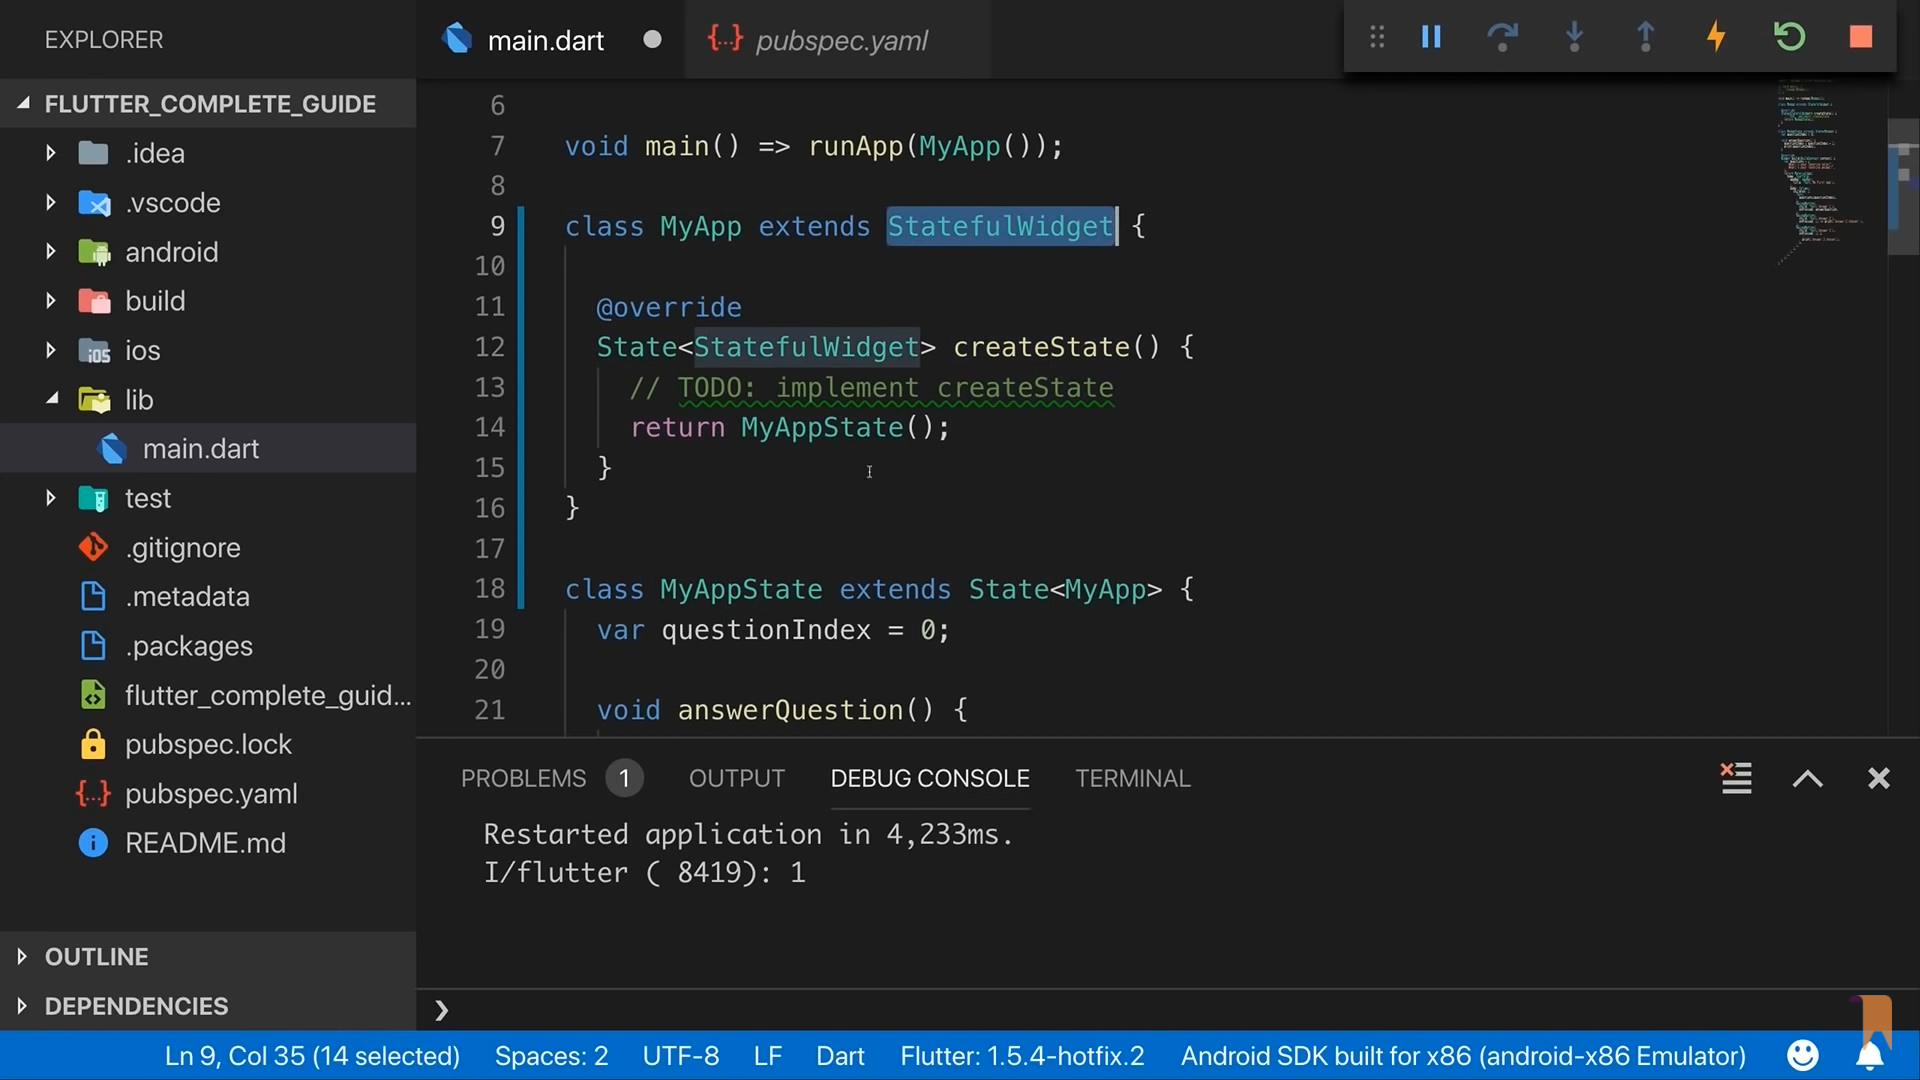 EXPLORER
main.dart
{..} pubspec.yaml
FLUTTER_COMPLETE_GUIDE
.idea
.vscode
android
build
ios
lib
main.dart
test
.gitignore
.metadata
.packages
flutter_complete_guid...
pubspec.lock
{..} pubspec.yaml
README.md
OUTLINE
DEPENDENCIES
6
7 void main() => runApp(MyApp());
8
9 class MyApp extends StatefulWidget {
10
11 @override
12 State<StatefulWidget> createState() {
13 // TODO: implement createState
14 return MyAppState();
15 }
16 }
17
18 class MyAppState extends State<MyApp> {
19 var questionIndex = 0;
20
21 void answerQuestion() {
PROBLEMS 1 OUTPUT DEBUG CONSOLE TERMINAL
Restarted application in 4,233ms.
I/flutter ( 8419): 1
❯
Ln 9, Col 35 (14 selected) Spaces: 2 UTF-8 LF Dart Flutter: 1.5.4-hotfix.2 Android SDK built for x86 (android-x86 Emulator)